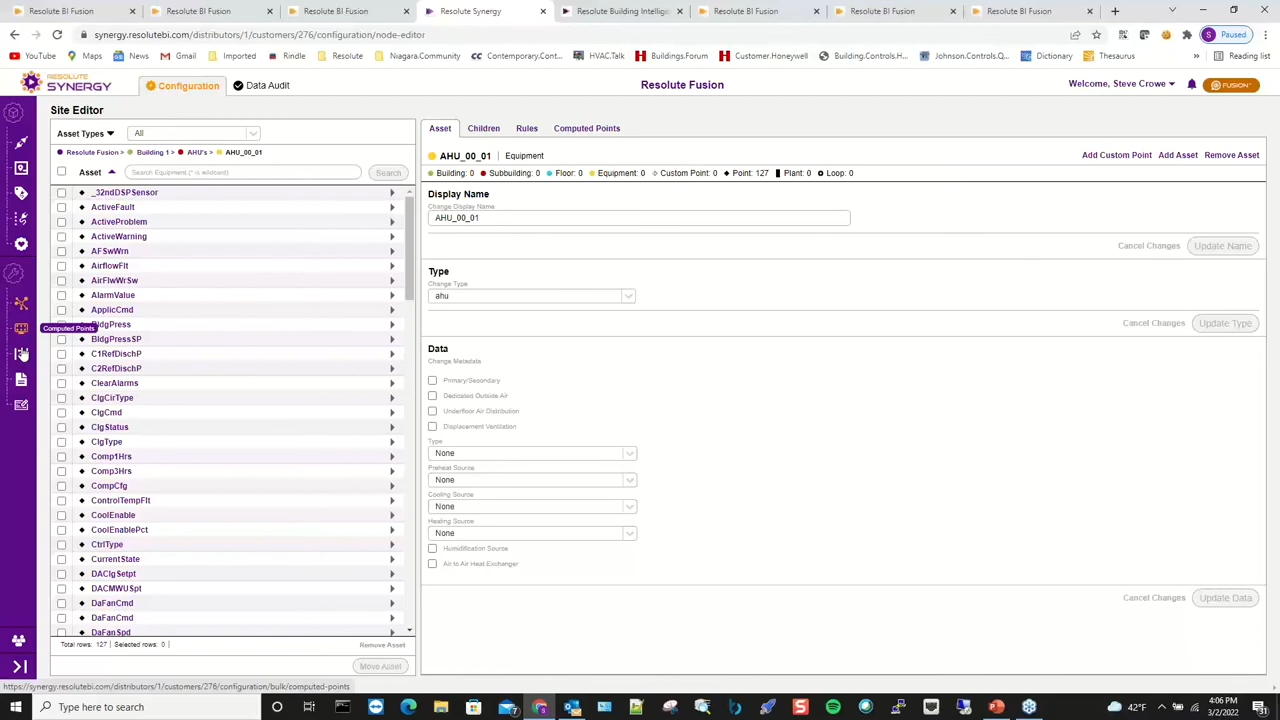 Resolute BI Fusion
Resolute BI Fusion
Resolute BI Fusion
Resolute Synergy
Resolute Building Intellige
Resolute BI Fusion
Resolute BI Fusion
Resolute BI Fusion
synergy.resolutebi.com/distributors/1/customers/276/configuration/node-editor
S Paused
YouTube
Maps
News
Gmail
Imported
Rindle
Resolute
Niagara.Community
Contemporary.Cont...
HVAC.Talk
Buildings.Forum
Customer.Honeywell
Building.Controls.H...
Johnson.Controls.Q...
Dictionary
Thesaurus
Reading list
RESOLUTE
SYNERGY
Configuration
Data Audit
Resolute Fusion
Welcome, Steve Crowe
FUSION
Site Editor
Asset Types
All
Resolute Fusion > Building 1 > AHU's > AHU_00_01
Asset
Search Equipment (* is wildcard)
Search
_32ndDSPSensor
ActiveFault
ActiveProblem
ActiveWarning
AFSwWrn
AirflowFlt
AirFlwWrSw
AlarmValue
ApplicCmd
BldgPress
BldgPressSP
C1RefDischP
C2RefDischP
ClearAlarms
ClgCirType
ClgCmd
ClgStatus
ClgType
Comp1Hrs
Comp3Hrs
CompCfg
ControlTempFlt
CoolEnable
CoolEnablePct
CtrlType
CurrentState
DAClgSetpt
DACMWUSpt
DaFanCmd
DaFanCmd
DaFanSpd
Computed Points
Total rows: 127 | Selected rows: 0 |
Remove Asset
Move Asset
Asset
Children
Rules
Computed Points
AHU_00_01 | Equipment
Add Custom Point
Add Asset
Remove Asset
Building: 0
Subbuilding: 0
Floor: 0
Equipment: 0
Custom Point: 0
Point: 127
Plant: 0
Loop: 0
Display Name
Change Display Name
AHU_00_01
Cancel Changes
Update Name
Type
Change Type
ahu
Cancel Changes
Update Type
Data
Change Metadata
Primary/Secondary
Dedicated Outside Air
Underfloor Air Distribution
Displacement Ventilation
Type
None
Preheat Source
None
Cooling Source
None
Heating Source
None
Humidification Source
Air to Air Heat Exchanger
Cancel Changes
Update Data
https://synergy.resolutebi.com/distributors/1/customers/276/configuration/bulk/computed-points
Type here to search
42°F
4:06 PM
3/2/2022